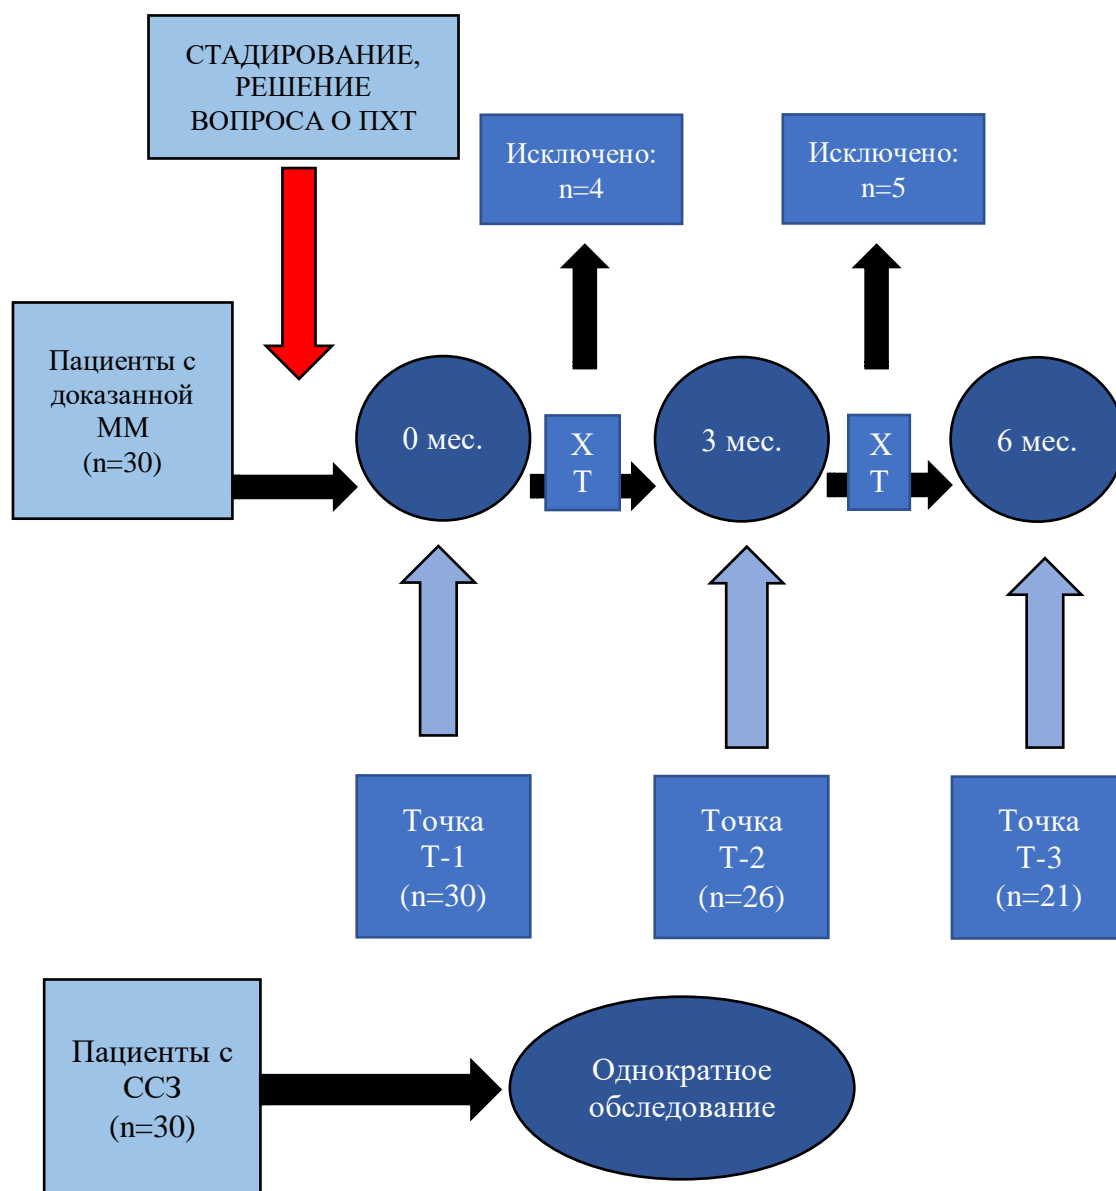 СТАДИРОВАНИЕ,
РЕШЕНИЕ
ВОПРОСА О ПХТ
Исключено:
n=4
Исключено:
n=5
Пациенты с
доказанной
ММ
(n=30)
0 мес.
Х
Т
3 мес.
Х
Т
6 мес.
Точка
Т-1
(n=30)
Точка
Т-2
(n=26)
Точка
Т-3
(n=21)
Пациенты с
ССЗ
(n=30)
Однократное
обследование